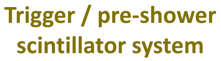 Trigger / pre-shower
scintillator system